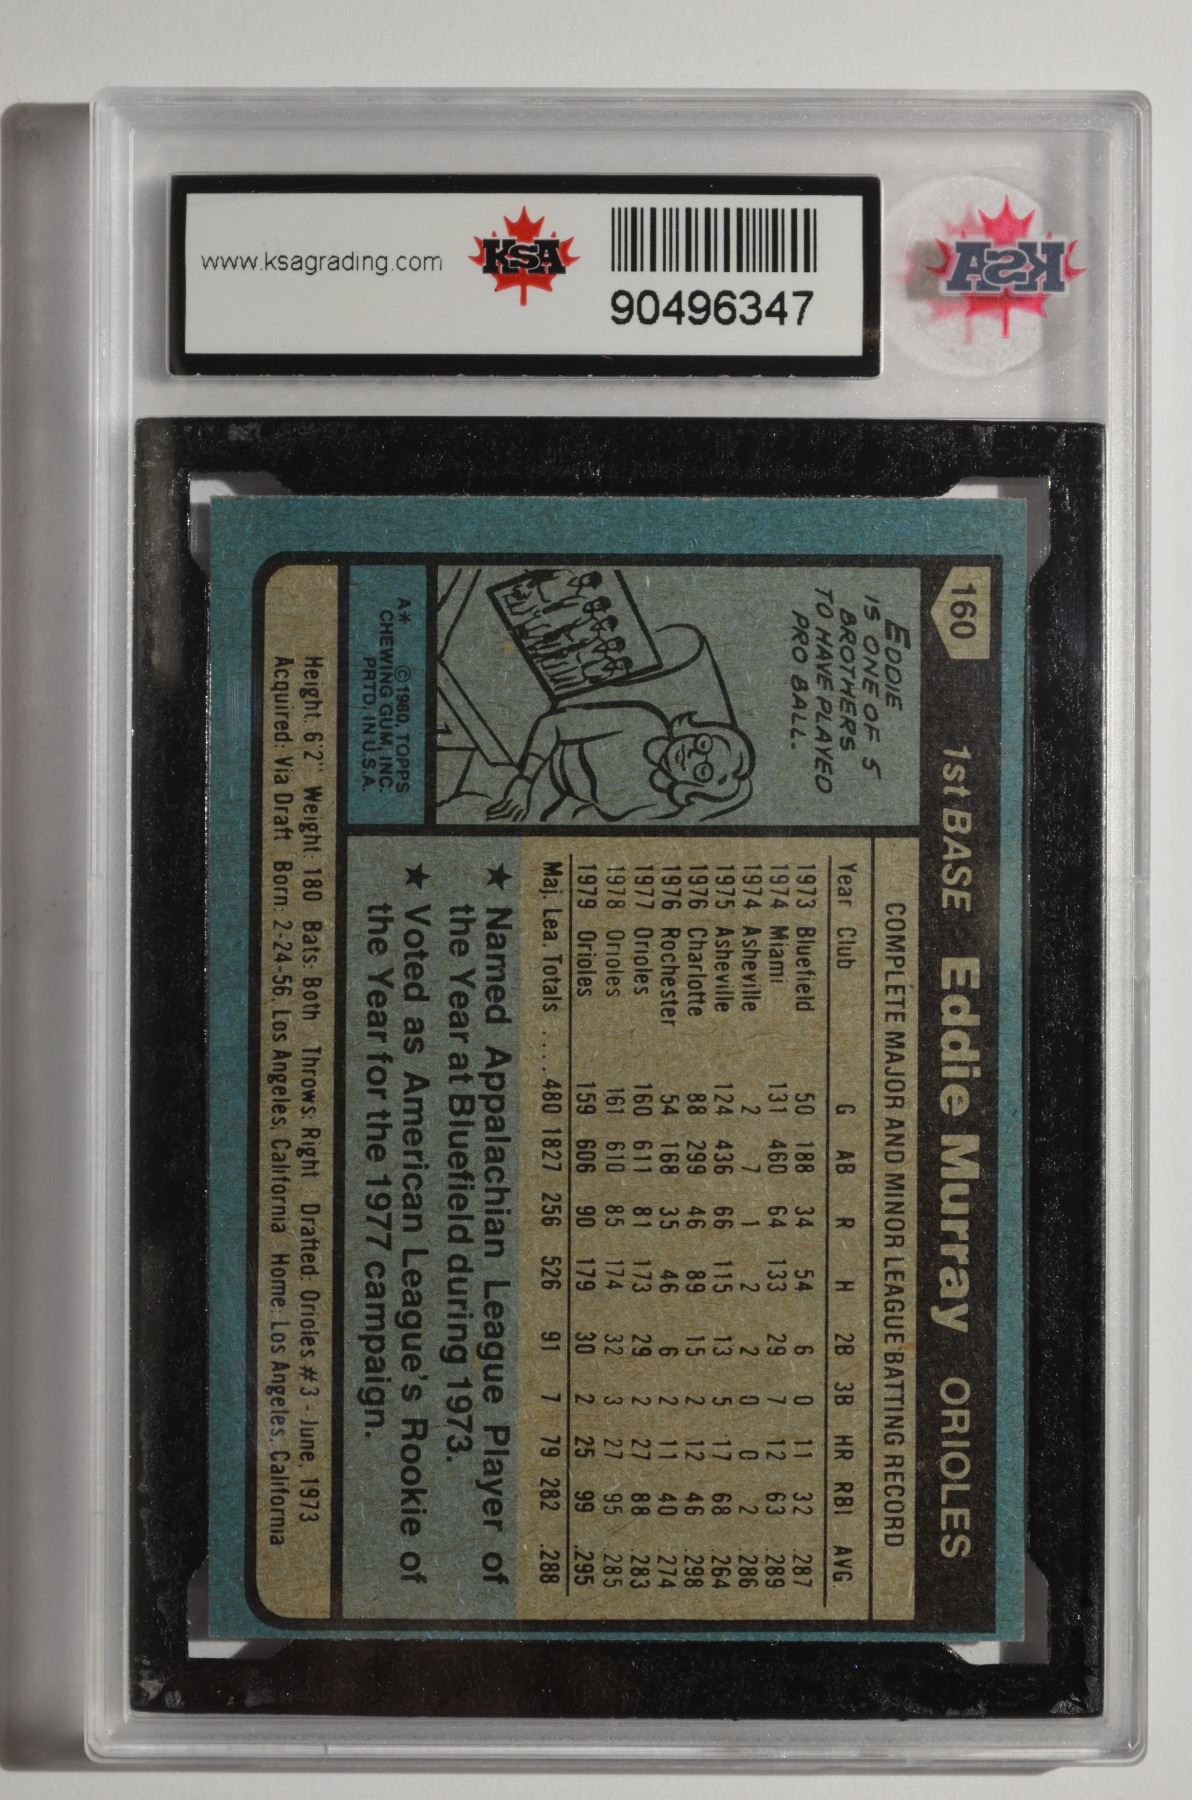 www.ksagrading.com
KSA
90496347
KSA
160 1st BASE Eddie Murray ORIOLES
EDDIE
IS ONE OF 5
BROTHERS
TO HAVE PLAYED
PRO BALL.
A* ©1980, TOPPS
CHEWING GUM, INC.
PRTD. IN U.S.A.
COMPLETE MAJOR AND MINOR LEAGUE BATTING RECORD
Year Club G AB R H 2B 3B HR RBI AVG.
1973 Bluefield 50 188 34 54 6 0 11 32 .287
1974 Miami 131 460 64 133 29 7 12 63 .289
1974 Asheville 2 7 1 2 2 0 0 2 .286
1975 Asheville 124 436 66 115 13 5 17 68 .264
1976 Charlotte 88 299 46 89 15 2 12 46 .298
1976 Rochester 54 168 35 46 6 2 11 40 .274
1977 Orioles 160 611 81 173 29 2 27 88 .283
1978 Orioles 161 610 85 174 32 3 27 95 .285
1979 Orioles 159 606 90 179 30 2 25 99 .295
Maj. Lea. Totals .... 480 1827 256 526 91 7 79 282 .288
★ Named Appalachian League Player of
the Year at Bluefield during 1973.
★ Voted as American League's Rookie of
the Year for the 1977 campaign.
Height: 6'2" Weight: 180 Bats: Both Throws: Right Drafted: Orioles #3 - June, 1973
Acquired: Via Draft Born: 2-24-56, Los Angeles, California Home: Los Angeles, California